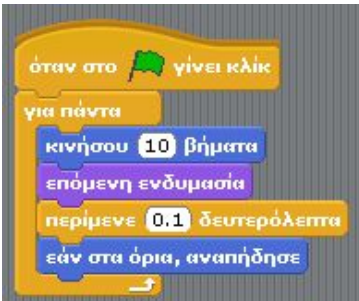 όταν στο γίνει κλίκ
για πάντα
κινήσου 10 βήματα
επόμενη ενδυμασία
περίμενε 0.1 δευτερόλεπτα
εάν στα όρια, αναπήδησε